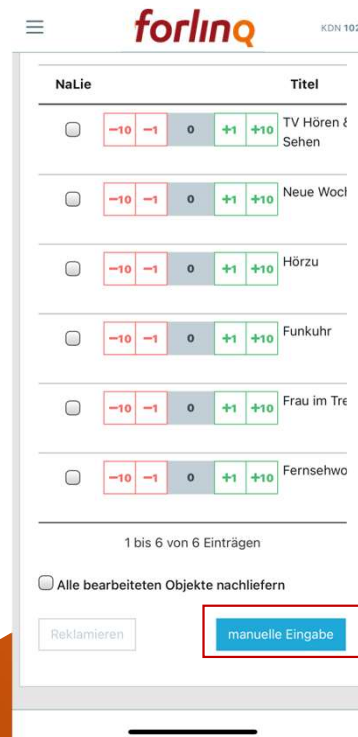 forlinq
KDN 102
NaLie Titel
−10 −1 0 +1 +10 TV Hören &
Sehen
−10 −1 0 +1 +10 Neue Woch
−10 −1 0 +1 +10 Hörzu
−10 −1 0 +1 +10 Funkuhr
−10 −1 0 +1 +10 Frau im Tre
−10 −1 0 +1 +10 Fernsehwo
1 bis 6 von 6 Einträgen
Alle bearbeiteten Objekte nachliefern
Reklamieren manuelle Eingabe